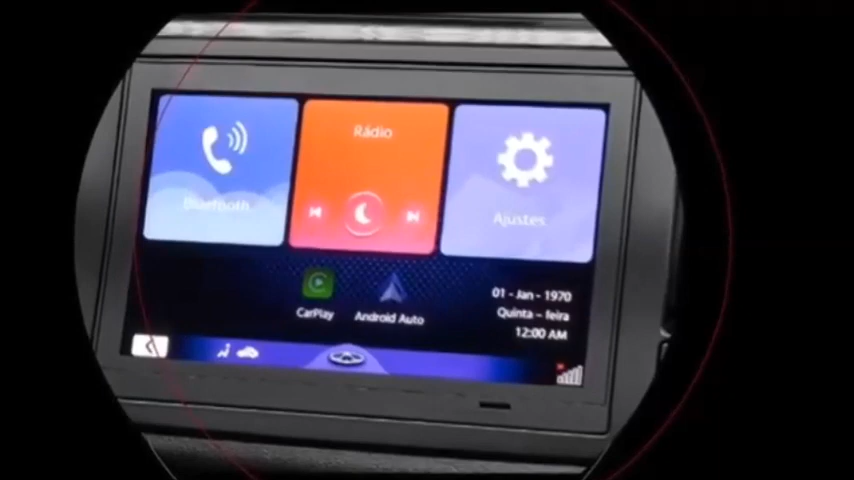 Bluetooth
Rádio
Ajustes
CarPlay
Android Auto
01 - Jan - 1970
Quinta - feira
12:00 AM